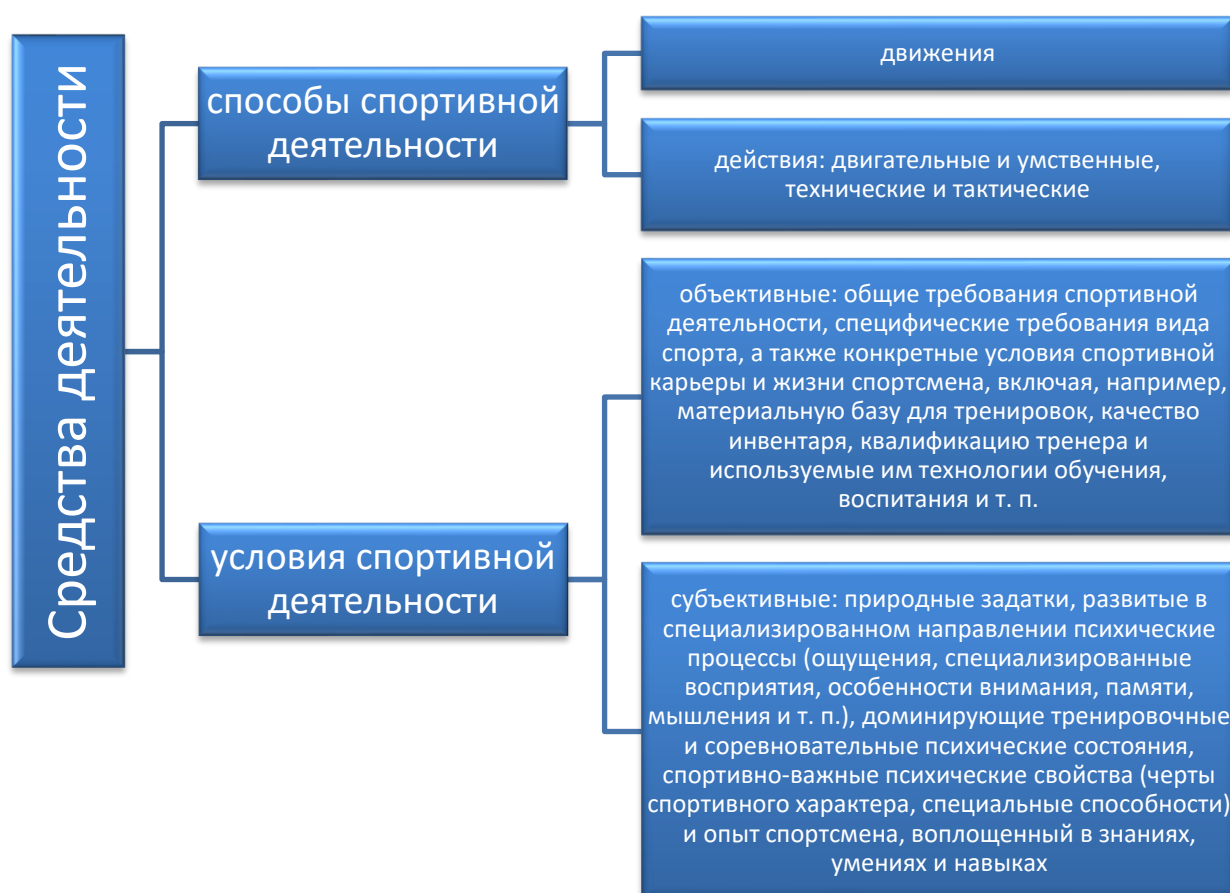 Средства деятельности
способы спортивной
деятельности
движения
действия: двигательные и умственные,
технические и тактические
условия спортивной
деятельности
объективные: общие требования спортивной
деятельности, специфические требования вида
спорта, а также конкретные условия спортивной
карьеры и жизни спортсмена, включая, например,
материальную базу для тренировок, качество
инвентаря, квалификацию тренера и
используемые им технологии обучения,
воспитания и т. п.
субъективные: природные задатки, развитые в
специализированном направлении психические
процессы (ощущения, специализированные
восприятия, особенности внимания, памяти,
мышления и т. п.), доминирующие тренировочные
и соревновательные психические состояния,
спортивно-важные психические свойства (черты
спортивного характера, специальные способности)
и опыт спортсмена, воплощенный в знаниях,
умениях и навыках